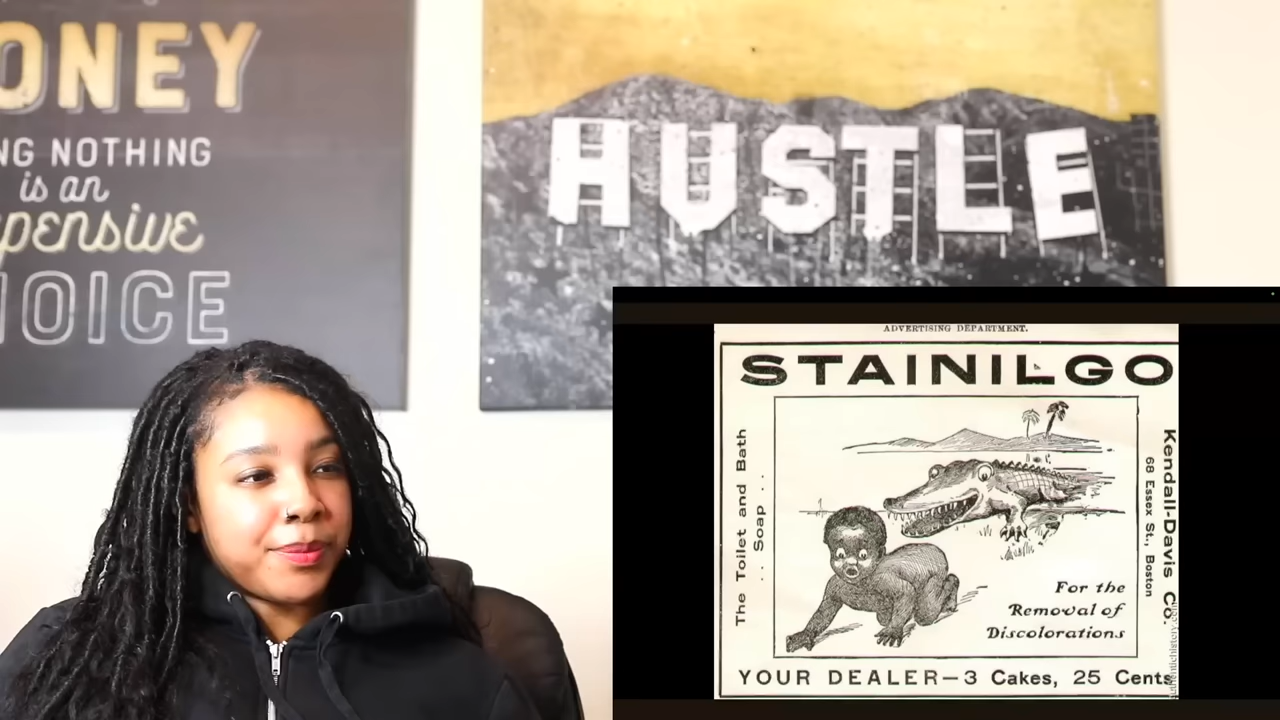 ONEY
NG NOTHING
is an
pensive
HOICE
HUSTLE
ADVERTISING DEPARTMENT.
STAINILGO
The Toilet and Bath
.. Soap ..
For the
Removal of
Discolorations
Kendall-Davis Co.
68 Essex St., Boston
YOUR DEALER—3 Cakes, 25 Cents